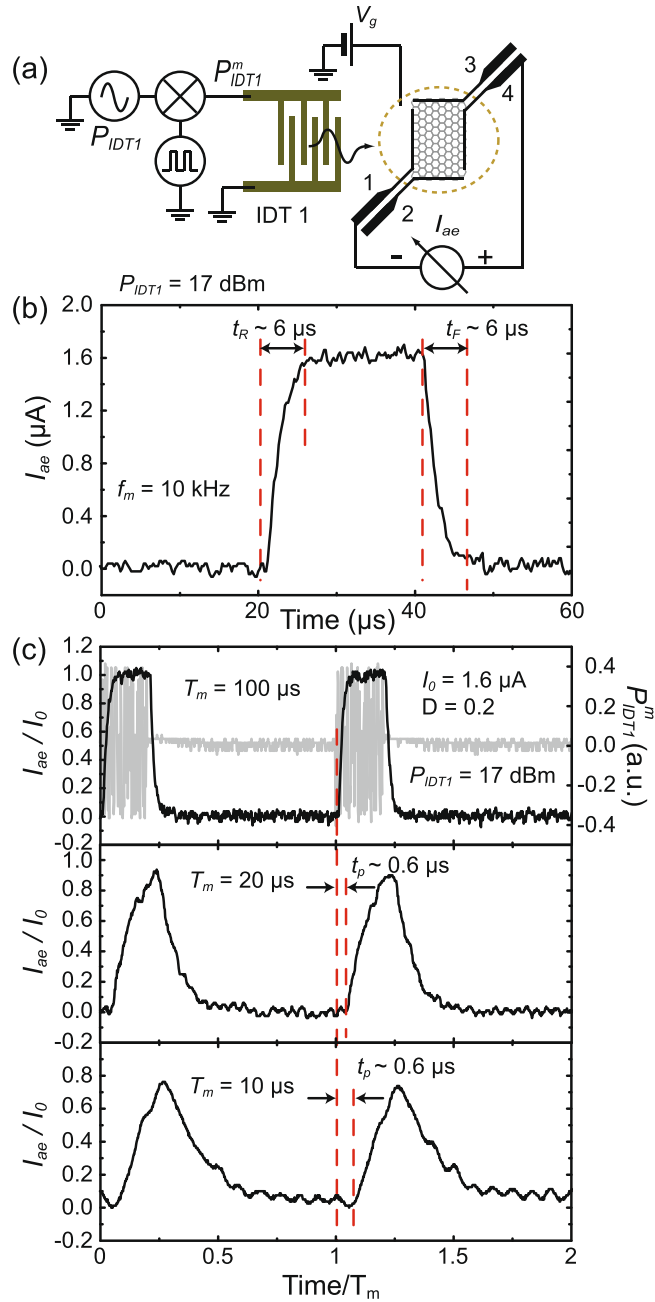 (a)
V_g
P^m_IDT1
P_IDT1
IDT 1
1
2
3
4
I_ae
- +
P_IDT1 = 17 dBm
(b)
2.0
1.6
1.2
0.8
0.4
0.0
I_ae (μA)
t_R ~ 6 μs
t_F ~ 6 μs
f_m = 10 kHz
0 20 40 60
Time (μs)
(c)
1.2
1.0
0.8
0.6
0.4
0.2
0.0
-0.2
I_ae / I_0
T_m = 100 μs
I_0 = 1.6 μA
D = 0.2
P_IDT1 = 17 dBm
0.4
0.2
0.0
-0.2
-0.4
P^m_IDT1 (a.u.)
1.0
0.8
0.6
0.4
0.2
0.0
-0.2
I_ae / I_0
T_m = 20 μs
t_p ~ 0.6 μs
0.8
0.6
0.4
0.2
0.0
-0.2
I_ae / I_0
T_m = 10 μs
t_p ~ 0.6 μs
0.0 0.5 1 1.5 2
Time/T_m